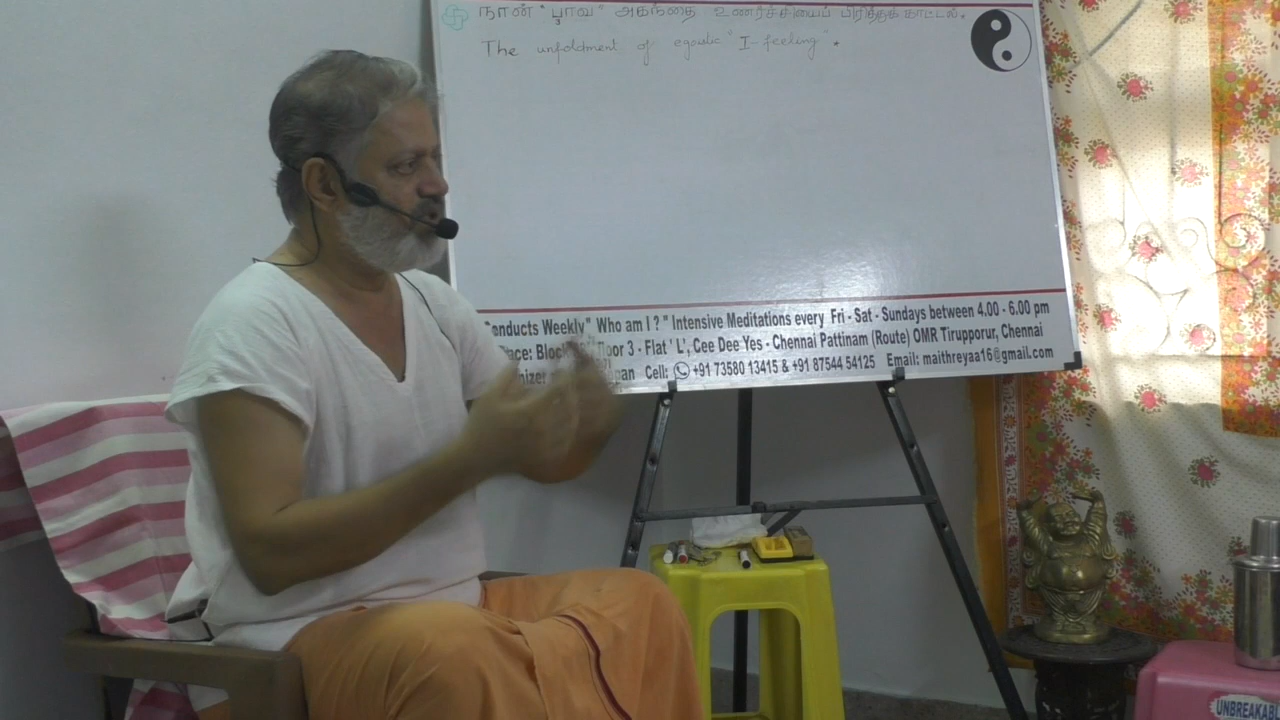 நான் "பாவ" அகந்தை உணர்ச்சியைப் பிரித்துக் காட்டல்.
The unfoldment of egoistic "I-feeling".
Conducts Weekly" Who am I ? " Intensive Meditations every Fri - Sat - Sundays between 4.00 - 6.00 pm
Floor 3 - Flat ' L', Cee Dee Yes - Chennai Pattinam (Route) OMR Tirupporur, Chennai
Cell: +91 73580 13415 & +91 87544 54125 Email: maithreyaa16@gmail.com
UNBREAKABL